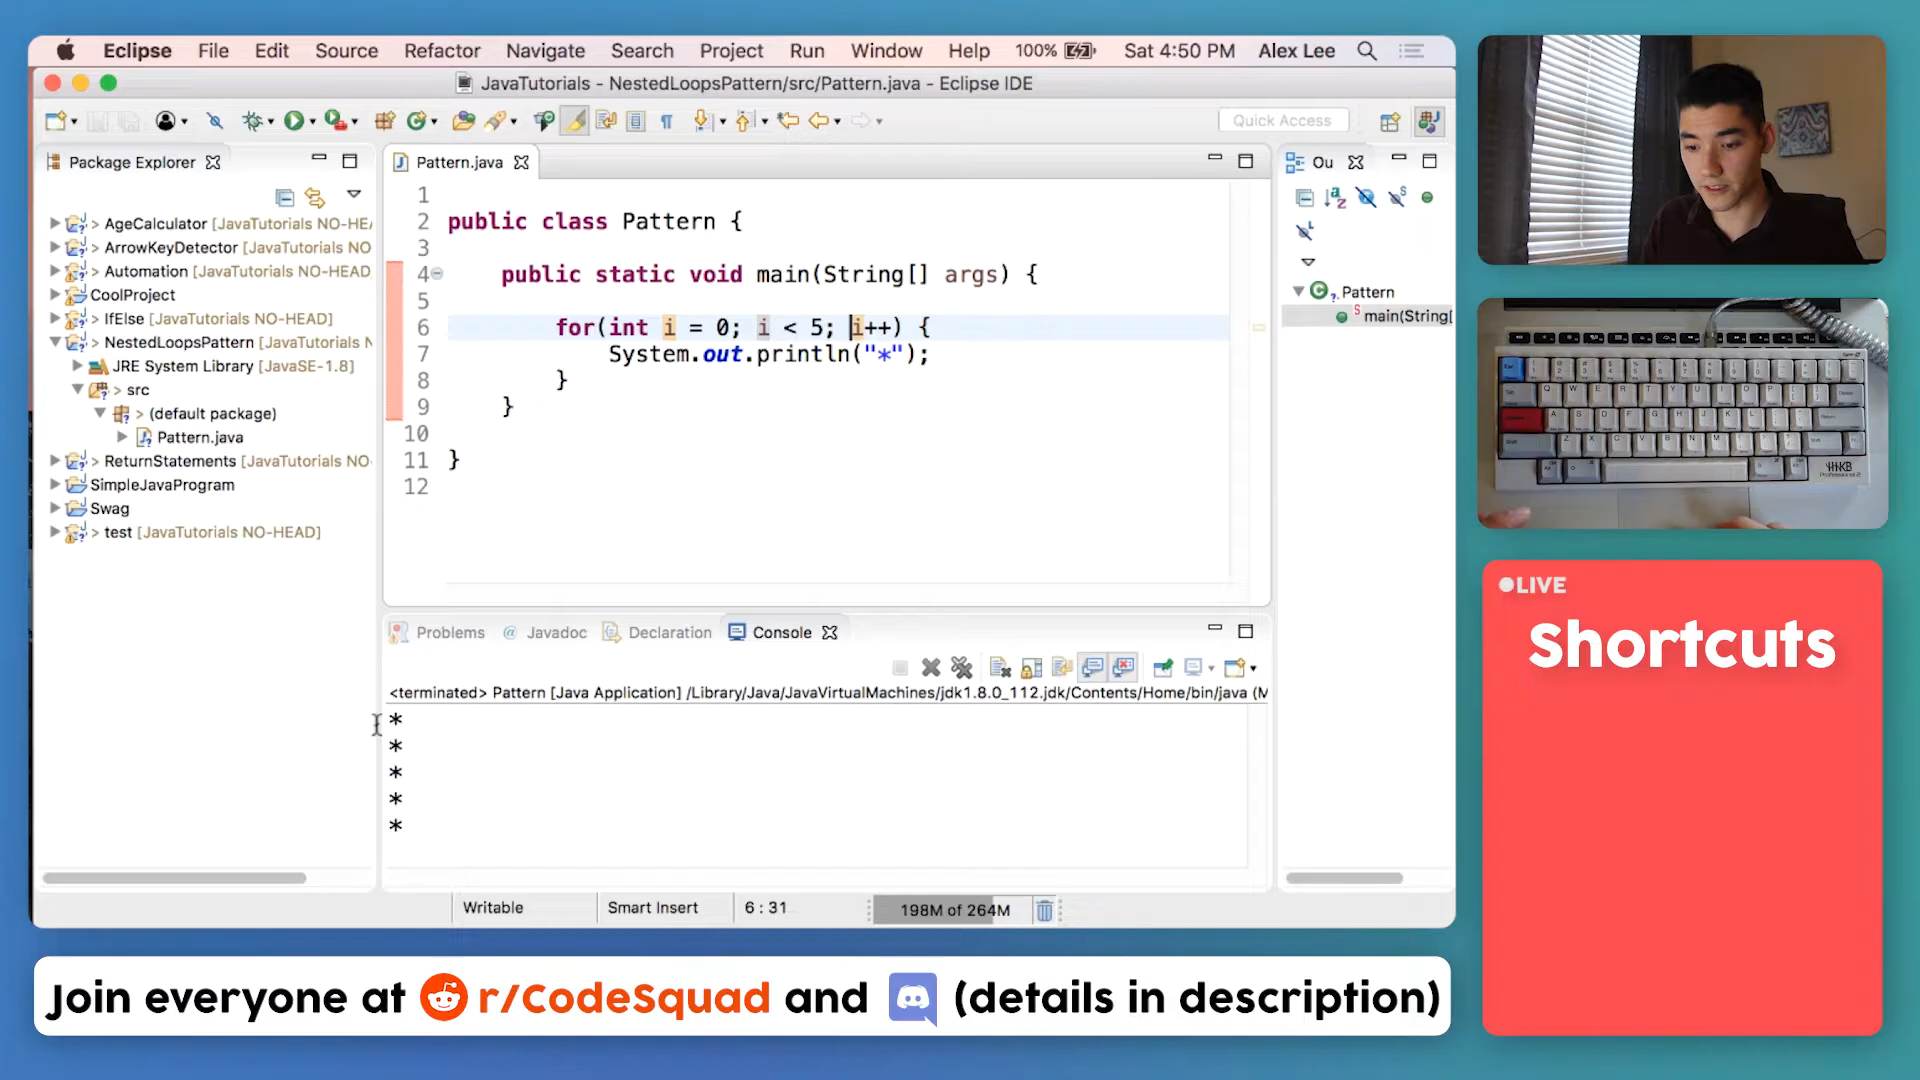 Eclipse File Edit Source Refactor Navigate Search Project Run Window Help 100% Sat 4:50 PM Alex Lee
JavaTutorials - NestedLoopsPattern/src/Pattern.java - Eclipse IDE
Quick Access
Package Explorer
> AgeCalculator [JavaTutorials NO-HEA
> ArrowKeyDetector [JavaTutorials NO
> Automation [JavaTutorials NO-HEAD]
CoolProject
> IfElse [JavaTutorials NO-HEAD]
> NestedLoopsPattern [JavaTutorials N
JRE System Library [JavaSE-1.8]
> src
> (default package)
Pattern.java
> ReturnStatements [JavaTutorials NO-
SimpleJavaProgram
Swag
> test [JavaTutorials NO-HEAD]
Pattern.java
1
2 public class Pattern {
3
4 public static void main(String[] args) {
5
6 for(int i = 0; i < 5; i++) {
7 System.out.println("*");
8 }
9 }
10
11 }
12
Ou
Pattern
main(String[
Problems @ Javadoc Declaration Console
<terminated> Pattern [Java Application] /Library/Java/JavaVirtualMachines/jdk1.8.0_112.jdk/Contents/Home/bin/java (M
*
*
*
*
*
Writable Smart Insert 6 : 31 198M of 264M
HHKB
Professional2
LIVE
Shortcuts
Join everyone at r/CodeSquad and (details in description)